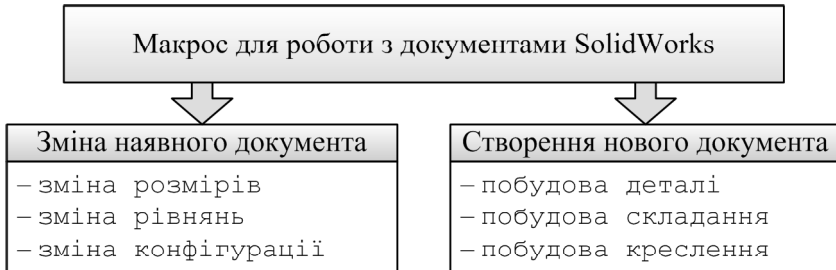 Макрос для роботи з документами SolidWorks
Зміна наявного документа
– зміна розмірів
– зміна рівнянь
– зміна конфігурації
Створення нового документа
– побудова деталі
– побудова складання
– побудова креслення